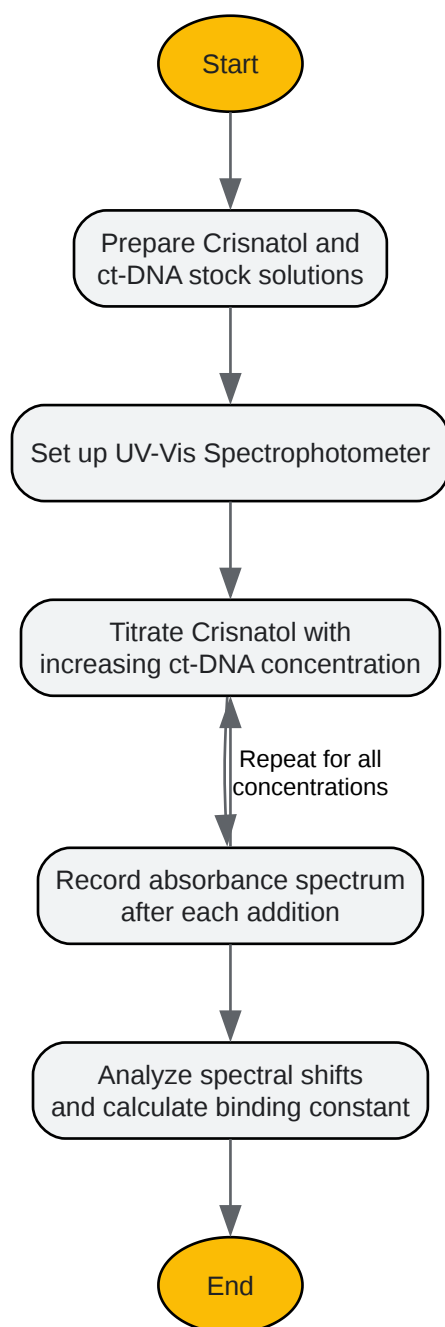 Start
Prepare Crisnatol and
ct-DNA stock solutions
Set up UV-Vis Spectrophotometer
Titrate Crisnatol with
increasing ct-DNA concentration
Repeat for all
concentrations
Record absorbance spectrum
after each addition
Analyze spectral shifts
and calculate binding constant
End